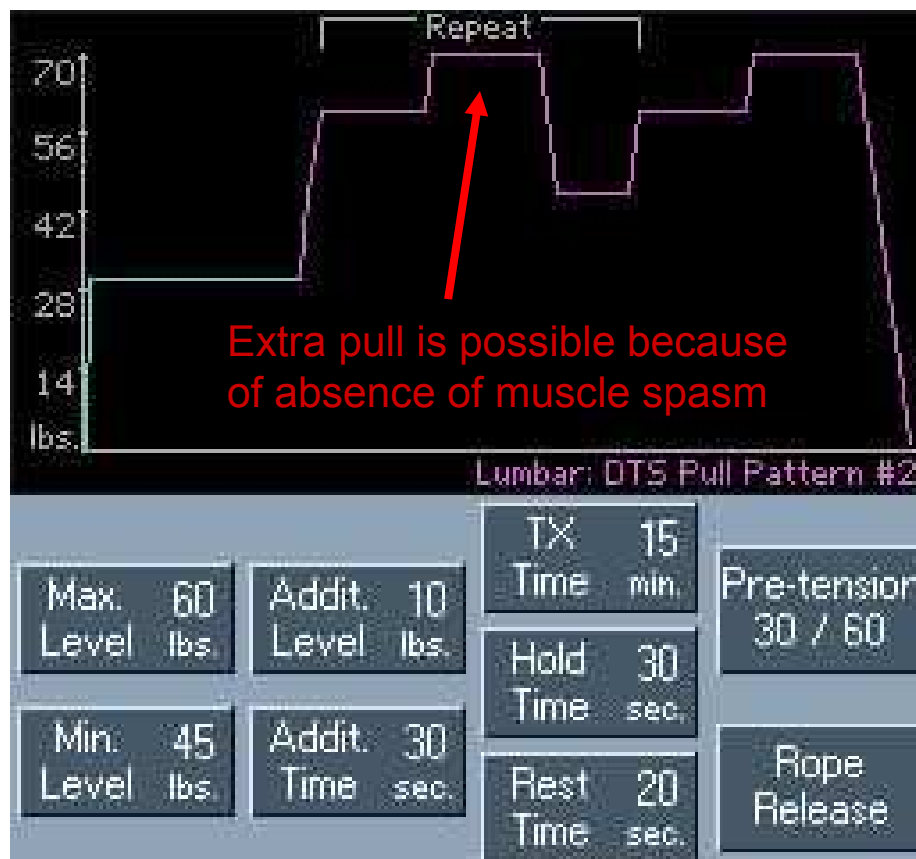 Repeat
70
56
42
28
14
lbs.
Extra pull is possible because
of absence of muscle spasm
Lumbar: DTS Pull Pattern #2
Max. 60
Level lbs.
Addit. 10
Level lbs.
TX 15
Time min.
Pre-tension
30 / 60
Hold 30
Time sec.
Min. 45
Level lbs.
Addit. 30
Time sec.
Rest 20
Time sec.
Rope
Release